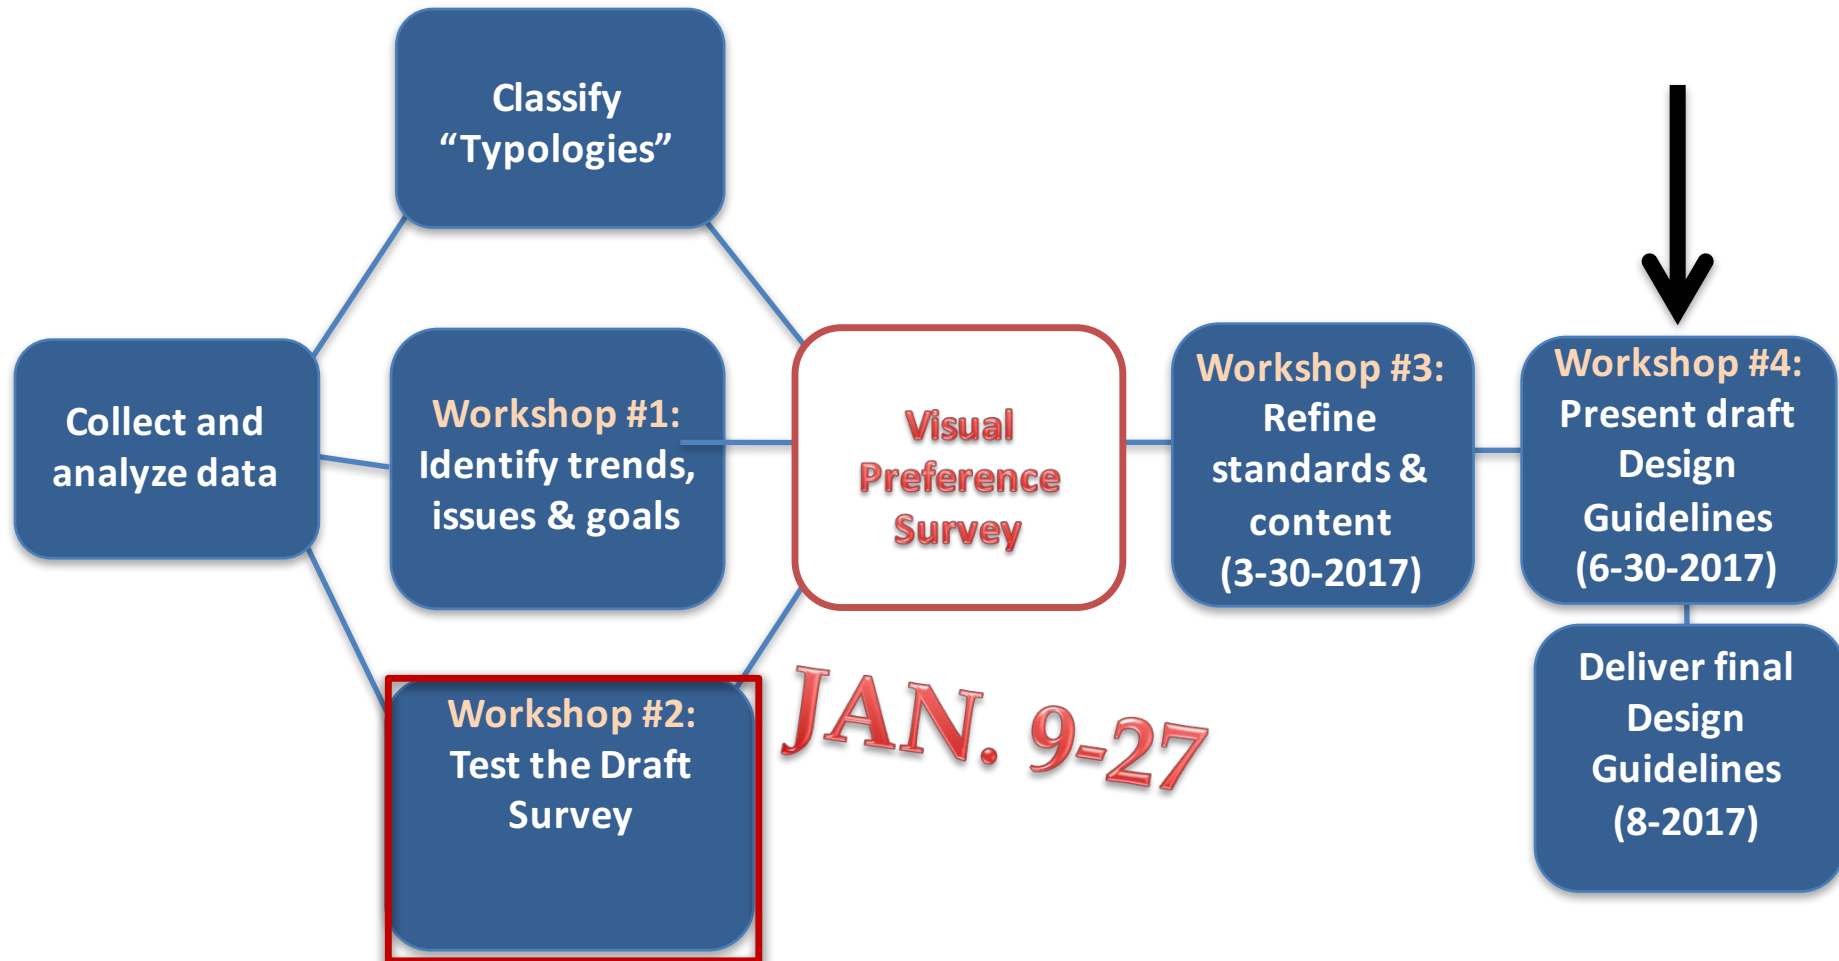 Classify
“Typologies”
Collect and
analyze data
Workshop #1:
Identify trends,
issues & goals
Workshop #2:
Test the Draft
Survey
Visual
Preference
Survey
JAN. 9-27
Workshop #3:
Refine
standards &
content
(3-30-2017)
Workshop #4:
Present draft
Design
Guidelines
(6-30-2017)
Deliver final
Design
Guidelines
(8-2017)